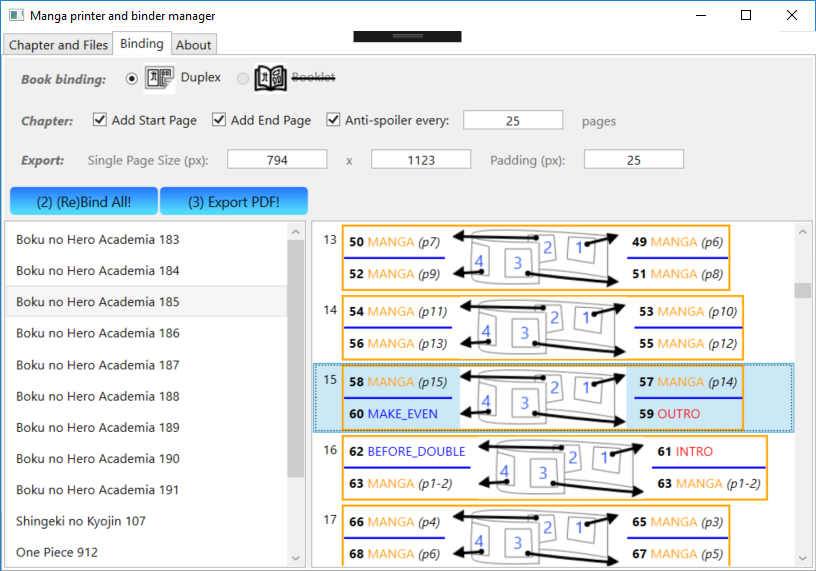 Manga printer and binder manager
Chapter and Files Binding About
Book binding: Duplex Booklet
Chapter: Add Start Page Add End Page Anti-spoiler every: 25 pages
Export: Single Page Size (px): 794 x 1123 Padding (px): 25
(2) (Re)Bind All! (3) Export PDF!
Boku no Hero Academia 183
Boku no Hero Academia 184
Boku no Hero Academia 185
Boku no Hero Academia 186
Boku no Hero Academia 187
Boku no Hero Academia 188
Boku no Hero Academia 189
Boku no Hero Academia 190
Boku no Hero Academia 191
Shingeki no Kyojin 107
One Piece 912
13 50 MANGA (p7) 2 1 49 MANGA (p6)
52 MANGA (p9) 4 3 51 MANGA (p8)
14 54 MANGA (p11) 2 1 53 MANGA (p10)
56 MANGA (p13) 4 3 55 MANGA (p12)
15 58 MANGA (p15) 2 1 57 MANGA (p14)
60 MAKE_EVEN 4 3 59 OUTRO
16 62 BEFORE_DOUBLE 2 1 61 INTRO
63 MANGA (p1-2) 4 3 63 MANGA (p1-2)
17 66 MANGA (p4) 2 1 65 MANGA (p3)
68 MANGA (p6) 4 3 67 MANGA (p5)